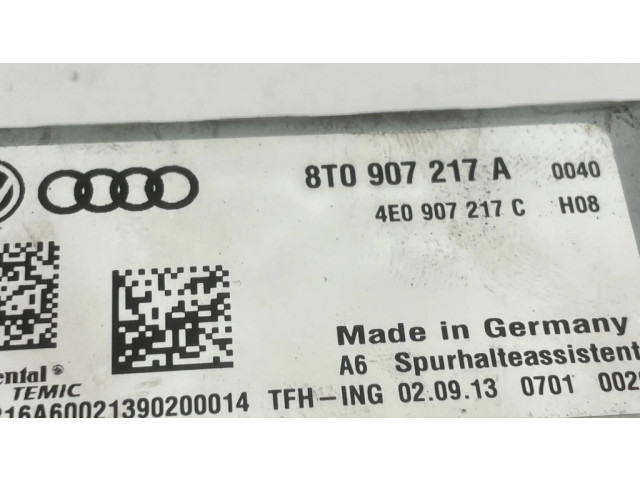 8T0 907 217 A 0040
4E0 907 217 C H08
Made in Germany
A6 Spurhalteassistent
TEMIC
TFH-ING 02.09.13 0701